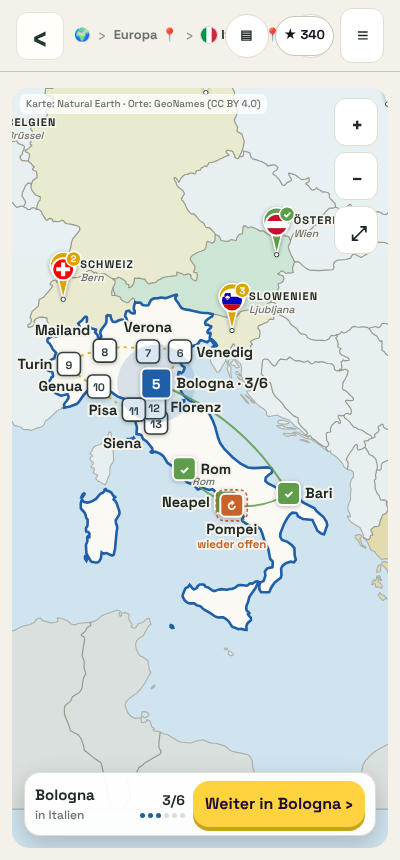 <
> Europa > I
★ 340
≡
Karte: Natural Earth · Orte: GeoNames (CC BY 4.0)
ELGIEN
Brüssel
+
−
ÖSTERR
Wien
2
SCHWEIZ
Bern
3
SLOWENIEN
Ljubljana
Mailand
Verona
8
7
6
Venedig
Turin
9
Genua
10
5
Bologna · 3/6
Pisa
11
12
Florenz
13
Siena
Rom
Rom
Neapel
Bari
Pompei
wieder offen
Bologna
in Italien
3/6
Weiter in Bologna >